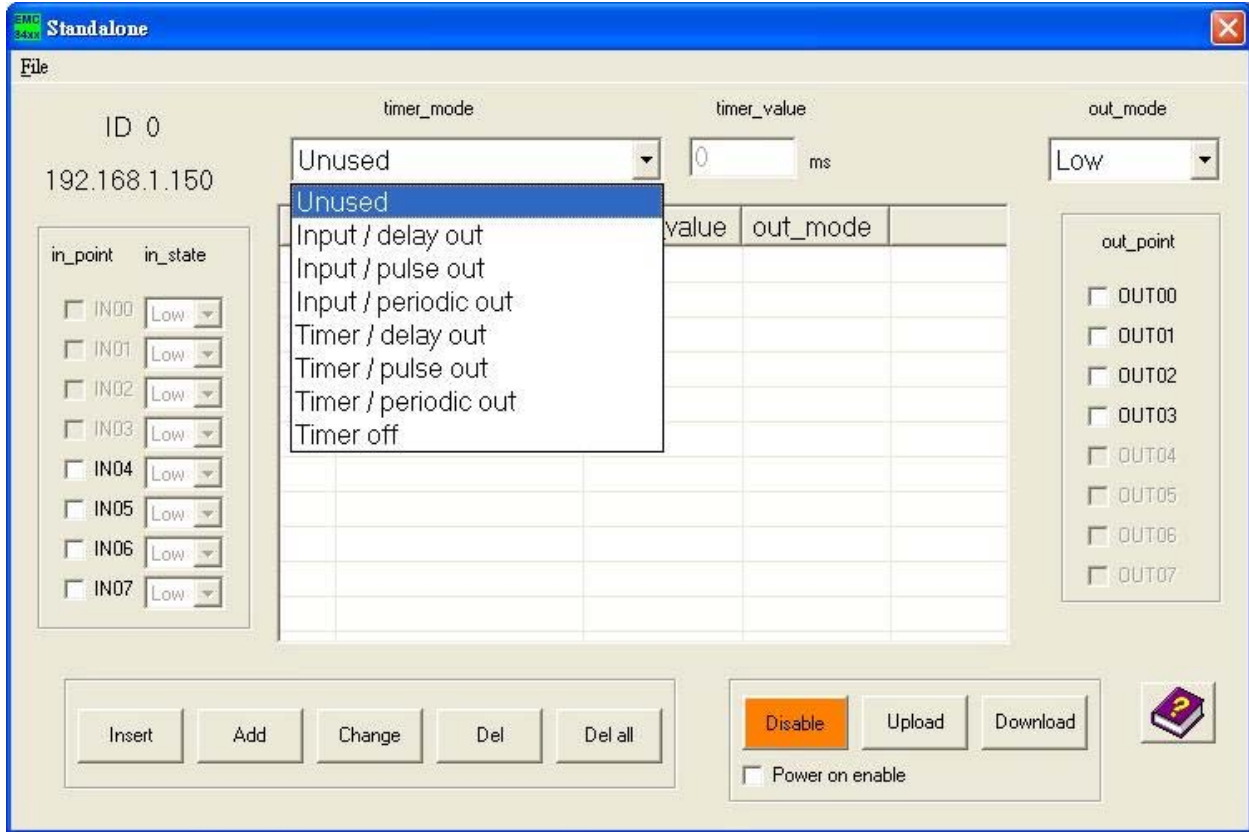 EMC
84xx
Standalone
File
ID 0
192.168.1.150
timer_mode
timer_value
out_mode
Unused
0
ms
Low
Unused
Input / delay out
Input / pulse out
Input / periodic out
Timer / delay out
Timer / pulse out
Timer / periodic out
Timer off
_value
out_mode
in_point in_state
IN00 Low
IN01 Low
IN02 Low
IN03 Low
IN04 Low
IN05 Low
IN06 Low
IN07 Low
out_point
OUT00
OUT01
OUT02
OUT03
OUT04
OUT05
OUT06
OUT07
Insert
Add
Change
Del
Del all
Disable
Upload
Download
Power on enable
?